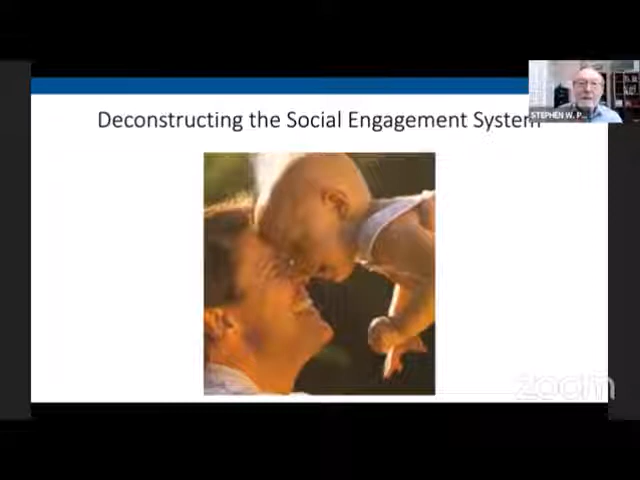 Deconstructing the Social Engagement System
STEPHEN W. P...
zoom